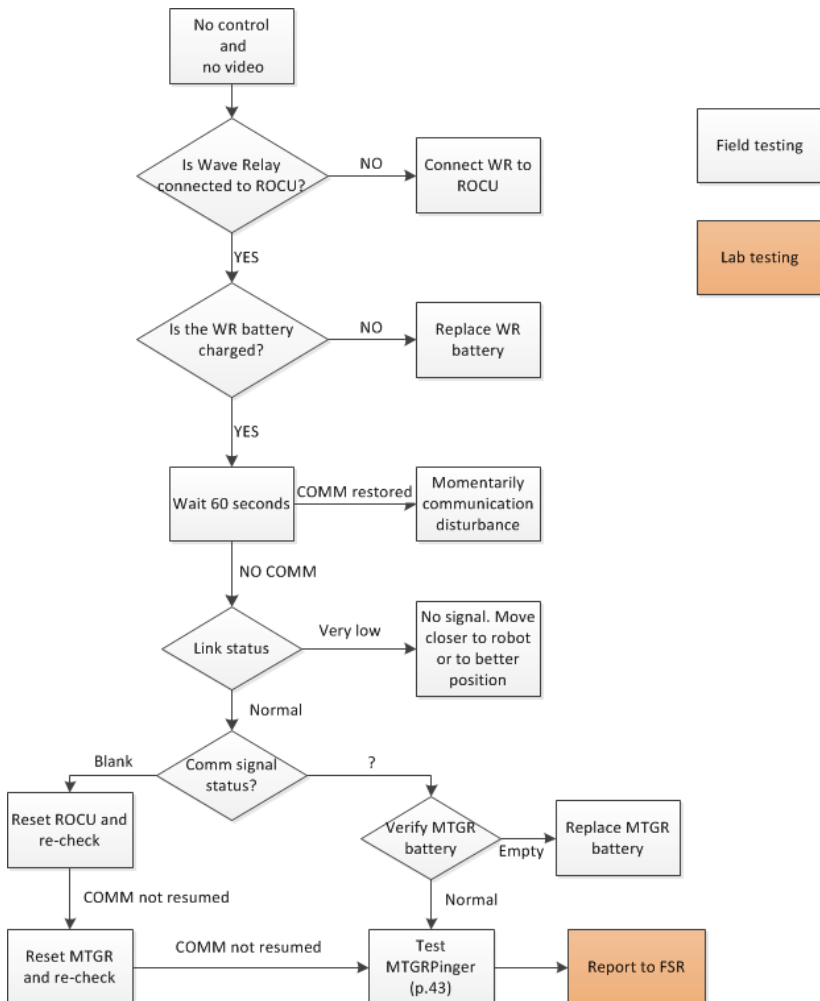 No control
and
no video
Is Wave Relay
connected to ROCU?
NO
Connect WR to
ROCU
Field testing
Lab testing
YES
Is the WR battery
charged?
NO
Replace WR
battery
YES
Wait 60 seconds
COMM restored
Momentarily
communication
disturbance
NO COMM
Link status
Very low
No signal. Move
closer to robot
or to better
position
Normal
Comm signal
status?
Blank
?
Reset ROCU and
re-check
Verify MTGR
battery
Empty
Replace MTGR
battery
COMM not resumed
Normal
Reset MTGR
and re-check
COMM not resumed
Test
MTGRPinger
(p.43)
Report to FSR